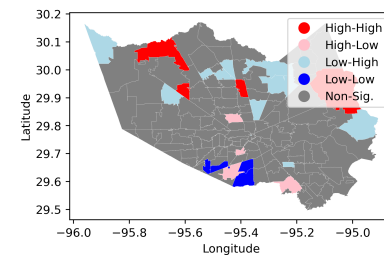 30.2
30.1
30.0
29.9
29.8
29.7
29.6
29.5
Latitude
−96.0 −95.8 −95.6 −95.4 −95.2 −95.0
Longitude
High-High
High-Low
Low-High
Low-Low
Non-Sig.